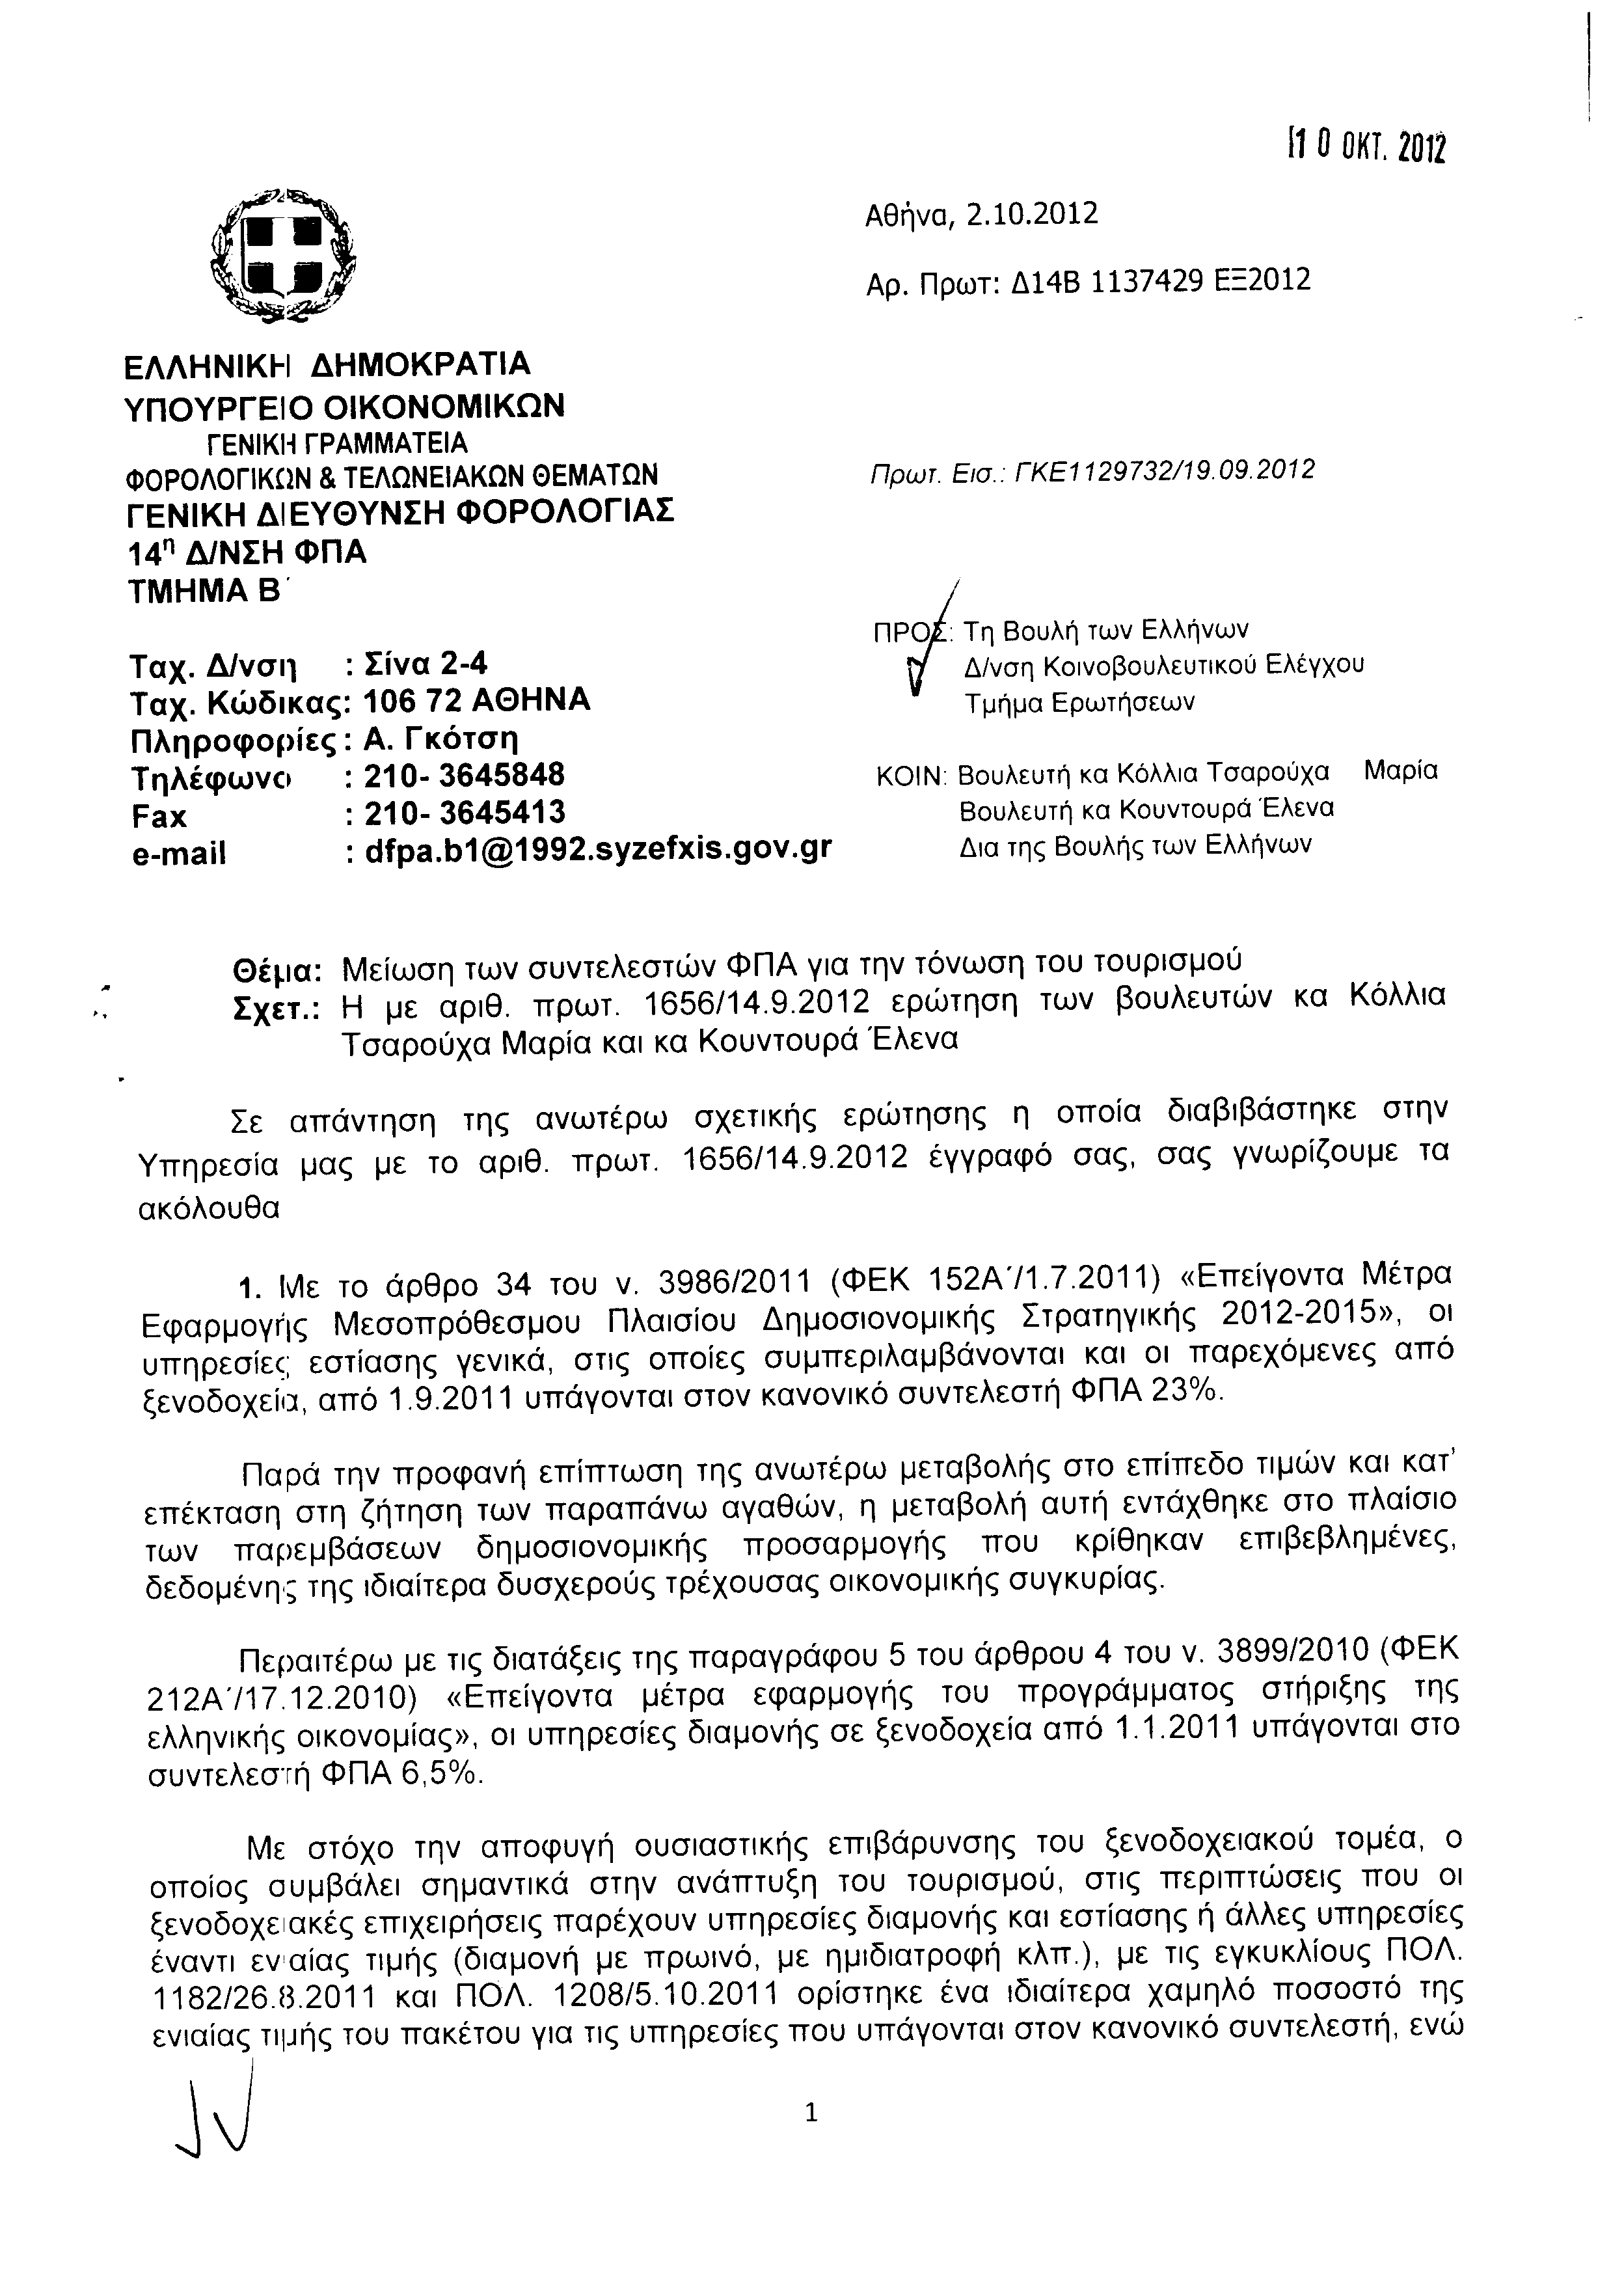 10 ΟΚΤ. 2012
Αθήνα, 2.10.2012
Αρ. Πρωτ: Δ14Β 1137429 ΕΞ2012
ΕΛΛΗΝΙΚΗ ΔΗΜΟΚΡΑΤΙΑ
ΥΠΟΥΡΓΕΙΟ ΟΙΚΟΝΟΜΙΚΩΝ
ΓΕΝΙΚΗ ΓΡΑΜΜΑΤΕΙΑ
ΦΟΡΟΛΟΓΙΚΩΝ & ΤΕΛΩΝΕΙΑΚΩΝ ΘΕΜΑΤΩΝ
ΓΕΝΙΚΗ ΔΙΕΥΘΥΝΣΗ ΦΟΡΟΛΟΓΙΑΣ
14η Δ/ΝΣΗ ΦΠΑ
ΤΜΗΜΑ Β΄
Πρωτ. Εισ.: ΓΚΕ1129732/19.09.2012
Ταχ. Δ/νση : Σίνα 2-4
Ταχ. Κώδικας: 106 72 ΑΘΗΝΑ
Πληροφορίες : Α. Γκότση
Τηλέφωνο : 210- 3645848
Fax : 210- 3645413
e-mail : dfpa.b1@1992.syzefxis.gov.gr
ΠΡΟΣ: Τη Βουλή των Ελλήνων
Δ/νση Κοινοβουλευτικού Ελέγχου
Τμήμα Ερωτήσεων
ΚΟΙΝ: Βουλευτή κα Κόλλια Τσαρούχα Μαρία
Βουλευτή κα Κουντουρά Έλενα
Δια της Βουλής των Ελλήνων
Θέμα: Μείωση των συντελεστών ΦΠΑ για την τόνωση του τουρισμού
Σχετ.: Η με αριθ. πρωτ. 1656/14.9.2012 ερώτηση των βουλευτών κα Κόλλια
Τσαρούχα Μαρία και κα Κουντουρά Έλενα
Σε απάντηση της ανωτέρω σχετικής ερώτησης η οποία διαβιβάστηκε στην
Υπηρεσία μας με το αριθ. πρωτ. 1656/14.9.2012 έγγραφό σας, σας γνωρίζουμε τα
ακόλουθα
1. Με το άρθρο 34 του ν. 3986/2011 (ΦΕΚ 152Α΄/1.7.2011) «Επείγοντα Μέτρα
Εφαρμογής Μεσοπρόθεσμου Πλαισίου Δημοσιονομικής Στρατηγικής 2012-2015», οι
υπηρεσίες εστίασης γενικά, στις οποίες συμπεριλαμβάνονται και οι παρεχόμενες από
ξενοδοχεία, από 1.9.2011 υπάγονται στον κανονικό συντελεστή ΦΠΑ 23%.
Παρά την προφανή επίπτωση της ανωτέρω μεταβολής στο επίπεδο τιμών και κατ'
επέκταση στη ζήτηση των παραπάνω αγαθών, η μεταβολή αυτή εντάχθηκε στο πλαίσιο
των παρεμβάσεων δημοσιονομικής προσαρμογής που κρίθηκαν επιβεβλημένες,
δεδομένης της ιδιαίτερα δυσχερούς τρέχουσας οικονομικής συγκυρίας.
Περαιτέρω με τις διατάξεις της παραγράφου 5 του άρθρου 4 του ν. 3899/2010 (ΦΕΚ
212Α΄/17.12.2010) «Επείγοντα μέτρα εφαρμογής του προγράμματος στήριξης της
ελληνικής οικονομίας», οι υπηρεσίες διαμονής σε ξενοδοχεία από 1.1.2011 υπάγονται στο
συντελεστή ΦΠΑ 6,5%.
Με στόχο την αποφυγή ουσιαστικής επιβάρυνσης του ξενοδοχειακού τομέα, ο
οποίος συμβάλει σημαντικά στην ανάπτυξη του τουρισμού, στις περιπτώσεις που οι
ξενοδοχειακές επιχειρήσεις παρέχουν υπηρεσίες διαμονής και εστίασης ή άλλες υπηρεσίες
έναντι ενιαίας τιμής (διαμονή με πρωινό, με ημιδιατροφή κλπ.), με τις εγκυκλίους ΠΟΛ.
1182/26.8.2011 και ΠΟΛ. 1208/5.10.2011 ορίστηκε ένα ιδιαίτερα χαμηλό ποσοστό της
ενιαίας τιμής του πακέτου για τις υπηρεσίες που υπάγονται στον κανονικό συντελεστή, ενώ
1